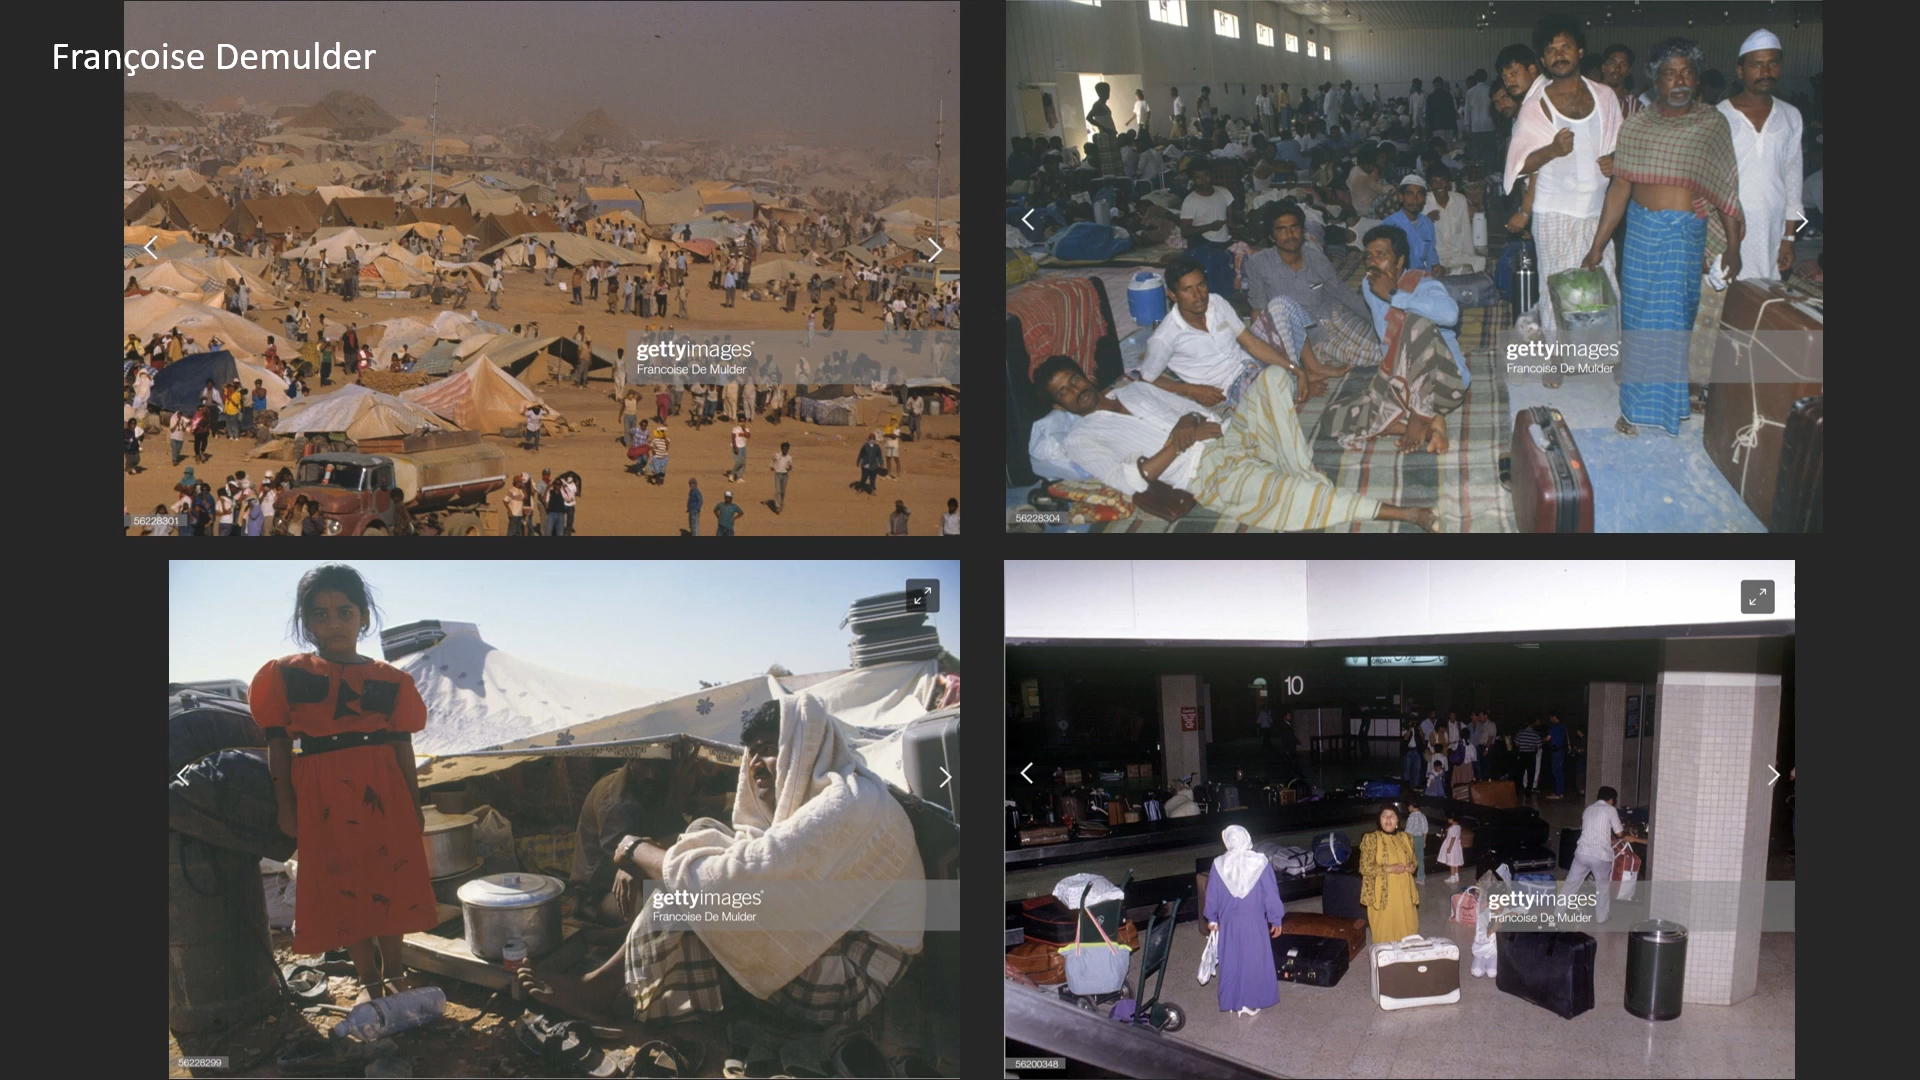 Françoise Demulder
gettyimages®
Francoise De Mulder
56228301
gettyimages®
Francoise De Mulder
56228304
gettyimages®
Francoise De Mulder
56228299
10
gettyimages®
Francoise De Mulder
56200348